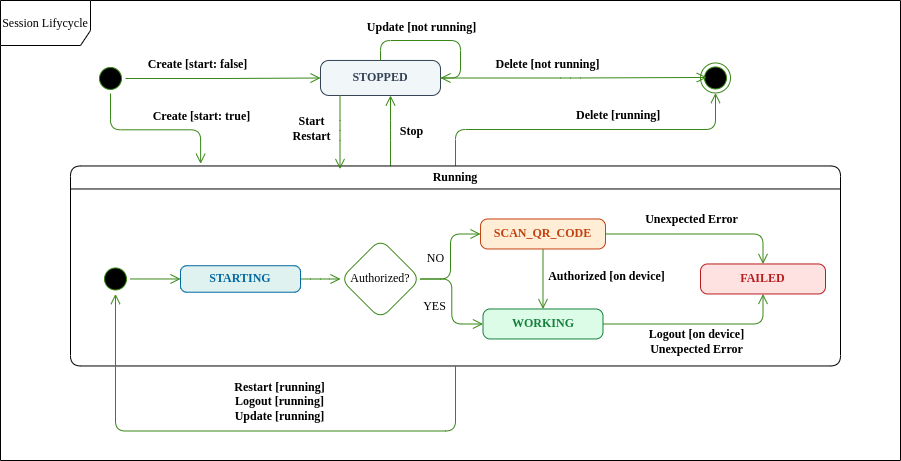 Session Lifycycle
Update [not running]
Create [start: false]
STOPPED
Delete [not running]
Create [start: true]
Start
Restart
Stop
Delete [running]
Running
SCAN_QR_CODE
Unexpected Error
NO
STARTING
Authorized?
Authorized [on device]
FAILED
YES
WORKING
Logout [on device]
Unexpected Error
Restart [running]
Logout [running]
Update [running]